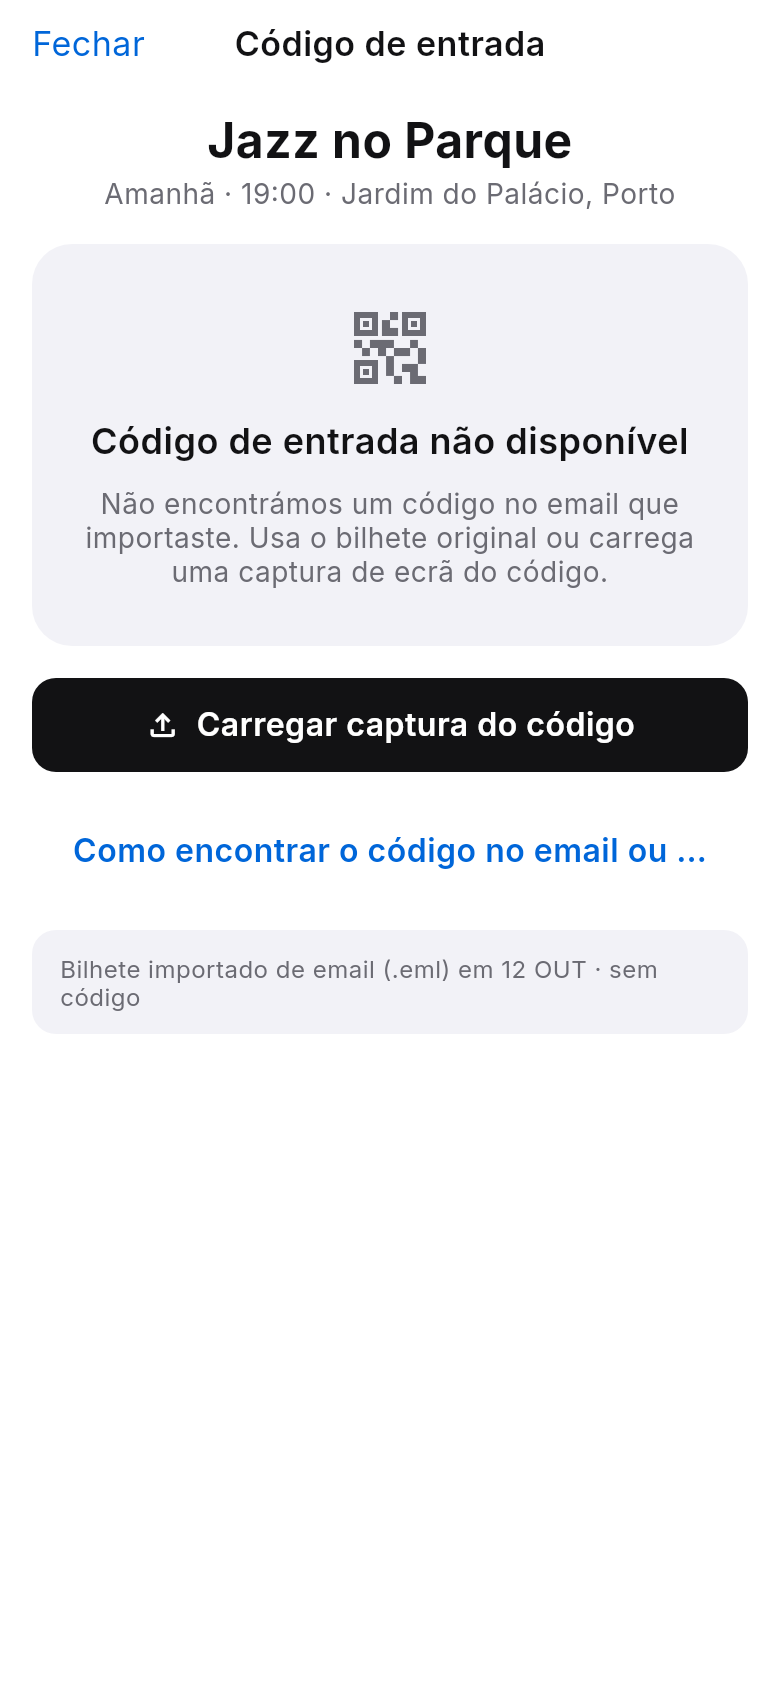 Fechar
Código de entrada
Jazz no Parque
Amanhã · 19:00 · Jardim do Palácio, Porto
Código de entrada não disponível
Não encontrámos um código no email que
importaste. Usa o bilhete original ou carrega
uma captura de ecrã do código.
Carregar captura do código
Como encontrar o código no email ou ...
Bilhete importado de email (.eml) em 12 OUT · sem
código